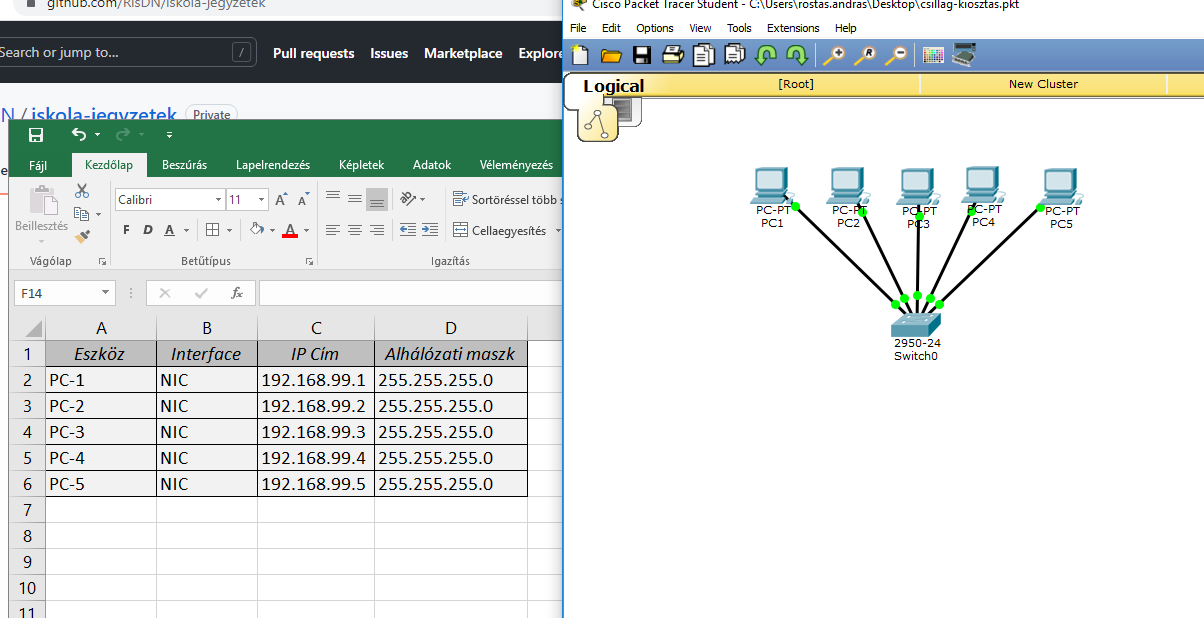 github.com/RisDN/iskola-jegyzetek
Search or jump to...
/
Pull requests
Issues
Marketplace
Explore
N / iskola-jegyzetek
Private
Fájl
Kezdőlap
Beszúrás
Lapelrendezés
Képletek
Adatok
Véleményezés
Beillesztés
Calibri
11
A A
F D A
A
Sortöréssel több s
Cellaegyesítés
Vágólap
Betűtípus
Igazítás
F14
fx
A B C D
1 Eszköz Interface IP Cím Alhálózati maszk
2 PC-1 NIC 192.168.99.1 255.255.255.0
3 PC-2 NIC 192.168.99.2 255.255.255.0
4 PC-3 NIC 192.168.99.3 255.255.255.0
5 PC-4 NIC 192.168.99.4 255.255.255.0
6 PC-5 NIC 192.168.99.5 255.255.255.0
7
8
9
10
11
Cisco Packet Tracer Student - C:\Users\rostas.andras\Desktop\csillag-kiosztas.pkt
File Edit Options View Tools Extensions Help
R
Logical
[Root]
New Cluster
PC-PT
PC1
PC-PT
PC2
PC-PT
PC3
PC-PT
PC4
PC-PT
PC5
2950-24
Switch0